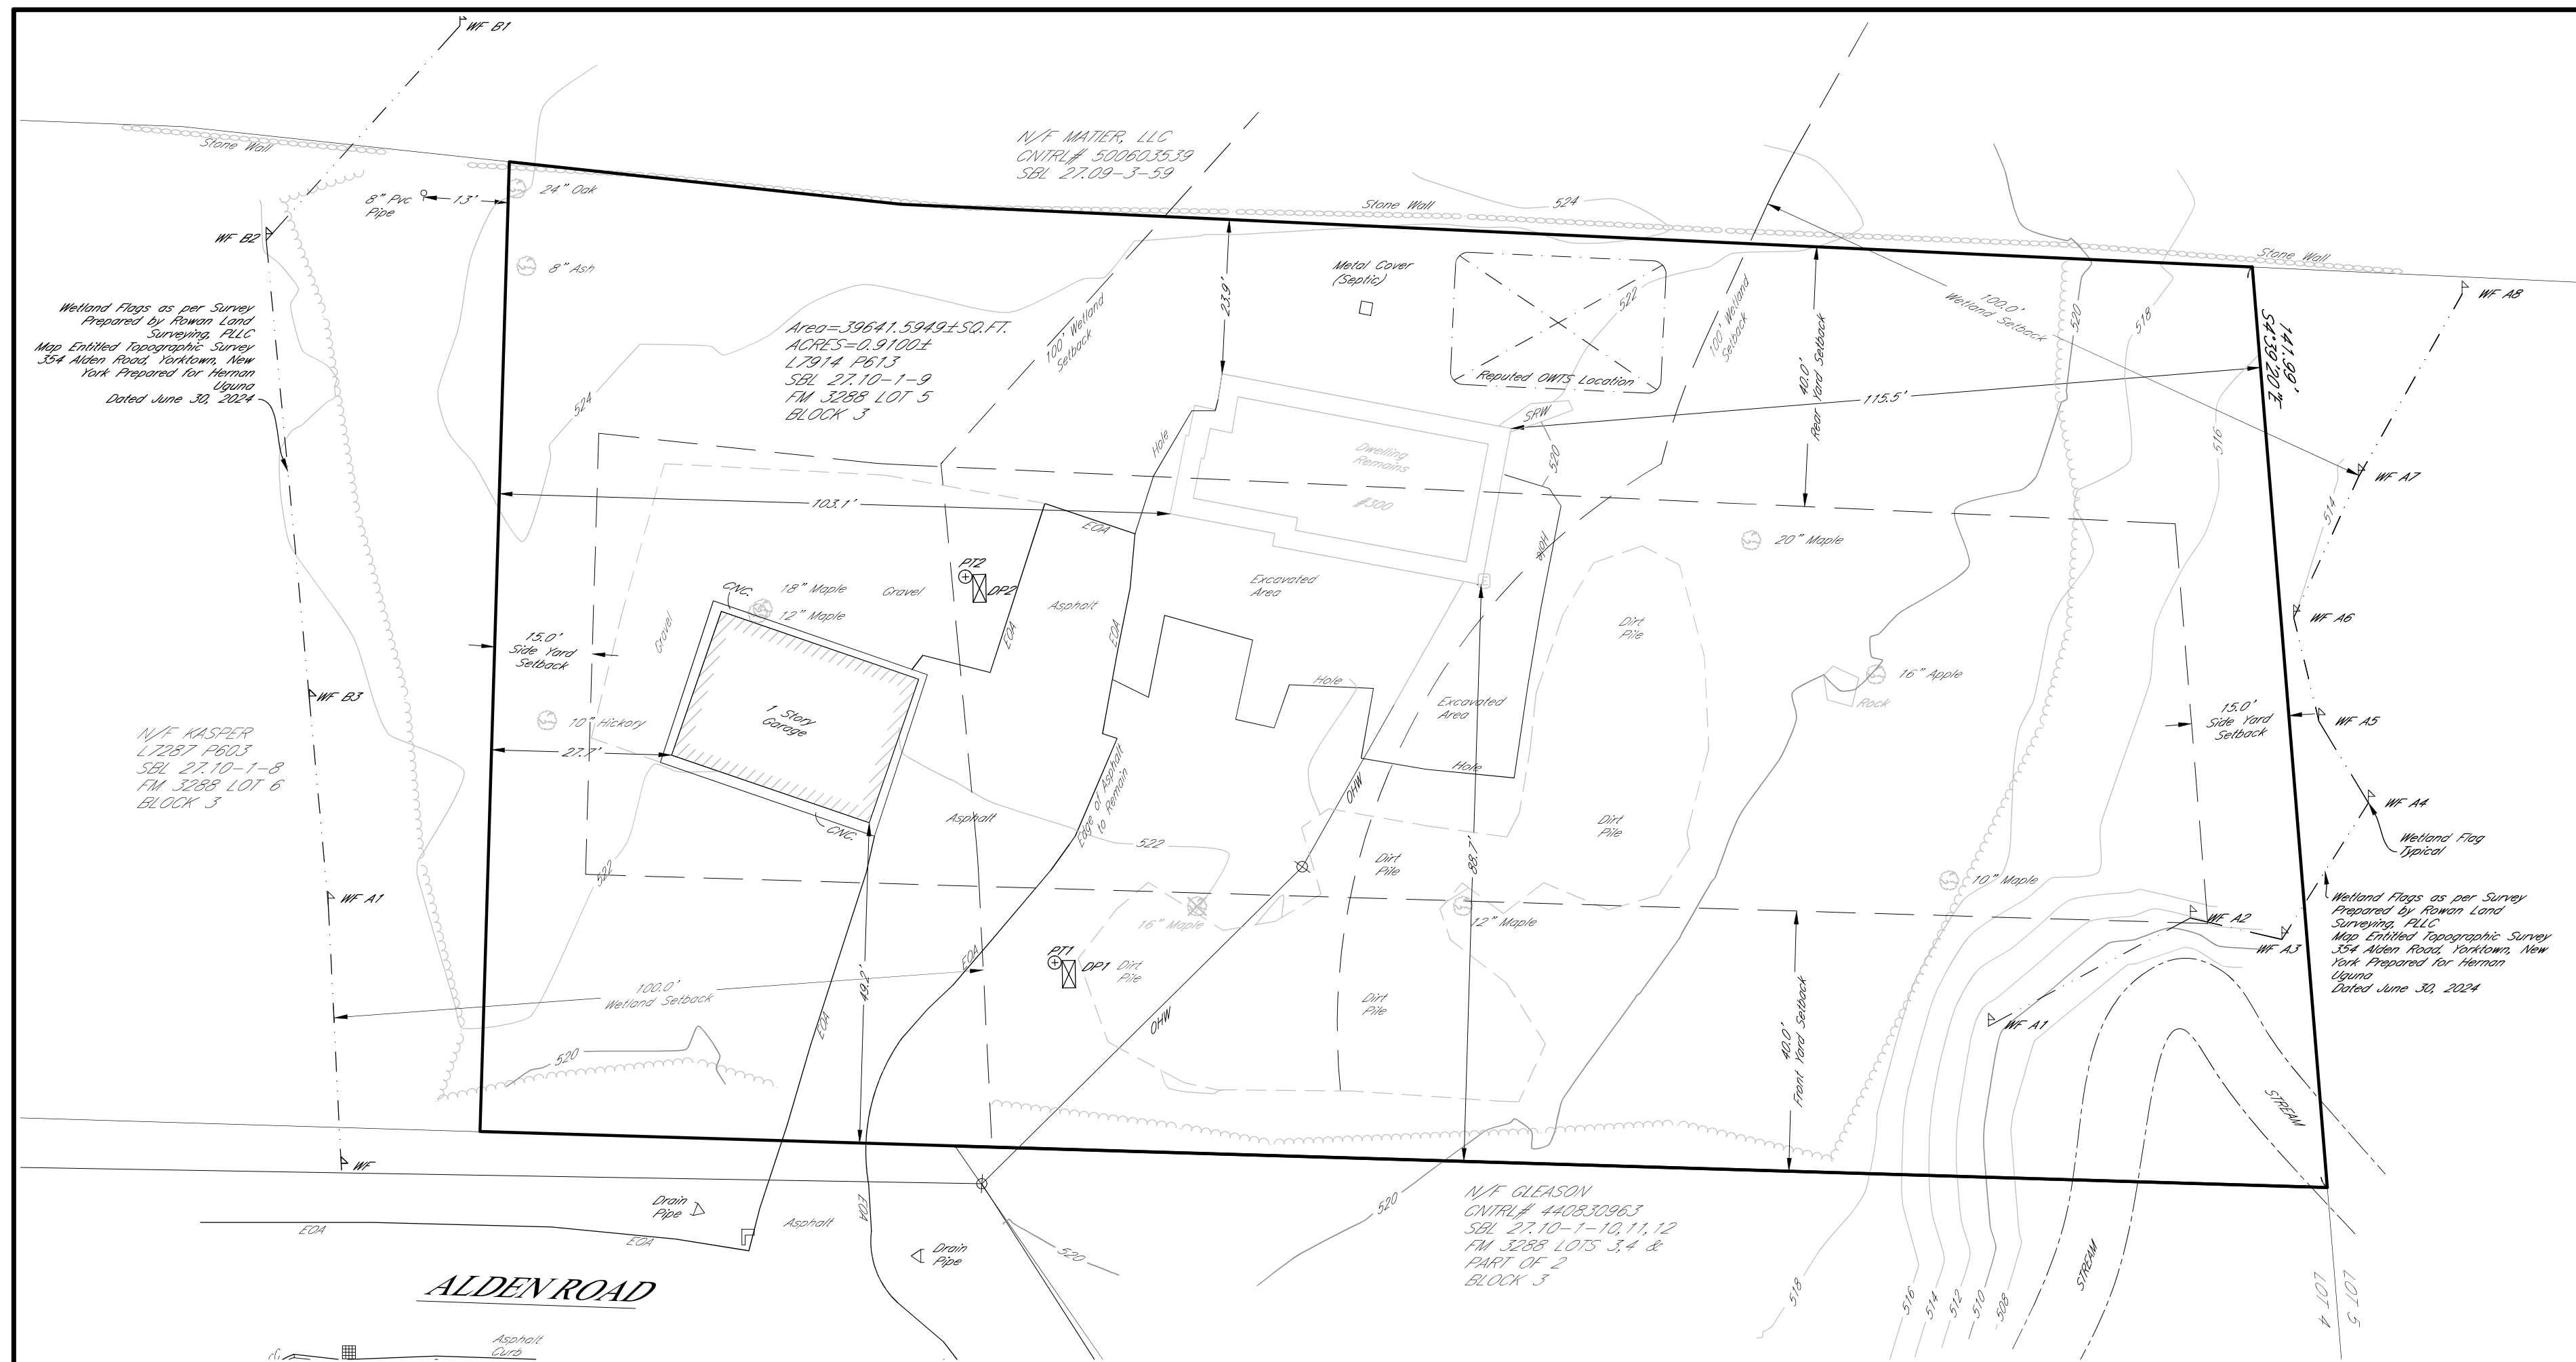 WF B1
Stone Wall
N/F MATIER, LLC
CNTRL# 500603539
SBL 27.09-3-59
24" Oak
8" Pvc
Pipe
13'
WF B2
8" Ash
Stone Wall
524
Stone Wall
Metal Cover
(Septic)
23.9'
100' Wetland
Setback
522
Reputed OWTS Location
100' Wetland
Setback
40.0'
Rear Yard Setback
100.0'
Wetland Setback
520
518
516
141.99'
S4°39'20"E
WF A8
Wetland Flags as per Survey
Prepared by Rowan Land
Surveying, PLLC
Map Entitled Topographic Survey
354 Alden Road, Yorktown, New
York Prepared for Hernan
Uguna
Dated June 30, 2024
Area=39641.5949± SQ.FT.
ACRES=0.9100±
L7914 P613
SBL 27.10-1-9
FM 3288 LOT 5
BLOCK 3
524
115.5'
SRW
520
Hole
Dwelling
Remains
#300
103.1'
EOA
WF A7
514
20" Maple
Hole
PT2
DP2
Gravel
Asphalt
Excavated
Area
EOA
EOA
CNC.
18" Maple
12" Maple
Gravel
15.0'
Side Yard
Setback
Dirt
Pile
WF A6
16" Apple
Rock
WF B3
10" Hickory
27.7'
1 Story
Garage
CNC.
Hole
Excavated
Area
Hole
15.0'
Side Yard
Setback
WF A5
N/F KASPER
L7287 P603
SBL 27.10-1-8
FM 3288 LOT 6
BLOCK 3
Asphalt
Edge of Asphalt
to Remain
OHW
522
522
Dirt
Pile
Dirt
Pile
88.7'
WF A4
Wetland Flag
Typical
WF A1
16" Maple
12" Maple
10" Maple
WF A2
WF A3
Wetland Flags as per Survey
Prepared by Rowan Land
Surveying, PLLC
Map Entitled Topographic Survey
354 Alden Road, Yorktown, New
York Prepared for Hernan
Uguna
Dated June 30, 2024
PT1
DP1
Dirt
Pile
Dirt
Pile
EOA
49.2'
100.0'
Wetland Setback
EOA
OHW
40.0'
Front Yard Setback
WF A1
520
STREAM
WF
Drain
Pipe
Asphalt
EOA
EOA
EOA
Drain
Pipe
520
520
N/F GLEASON
CNTRL# 440830963
SBL 27.10-1-10,11,12
FM 3288 LOTS 3,4 &
PART OF 2
BLOCK 3
STREAM
518
516
514
512
510
508
LOT 4
LOT 5
ALDEN ROAD
Asphalt
Curb